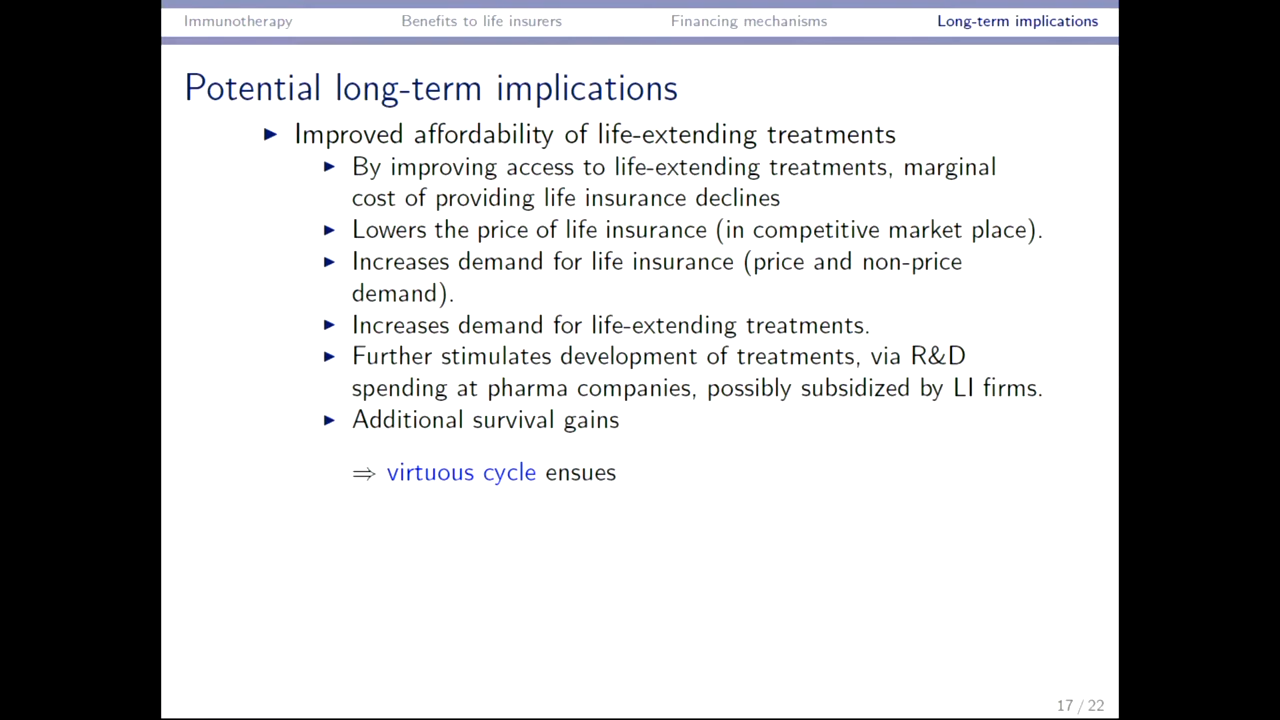 Immunotherapy Benefits to life insurers Financing mechanisms Long-term implications
Potential long-term implications
▶ Improved affordability of life-extending treatments
▶ By improving access to life-extending treatments, marginal
cost of providing life insurance declines
▶ Lowers the price of life insurance (in competitive market place).
▶ Increases demand for life insurance (price and non-price
demand).
▶ Increases demand for life-extending treatments.
▶ Further stimulates development of treatments, via R&D
spending at pharma companies, possibly subsidized by LI firms.
▶ Additional survival gains
⇒ virtuous cycle ensues
17 / 22